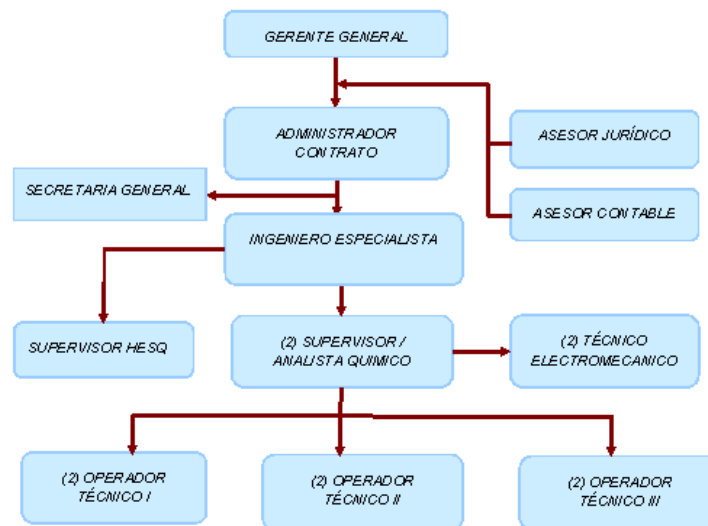 GERENTE GENERAL
ADMINISTRADOR
CONTRATO
ASESOR JURÍDICO
SECRETARIA GENERAL
ASESOR CONTABLE
INGENIERO ESPECIALISTA
SUPERVISOR HESQ
(2) SUPERVISOR /
ANALISTA QUIMICO
(2) TÉCNICO
ELECTROMECANICO
(2) OPERADOR
TÉCNICO I
(2) OPERADOR
TÉCNICO II
(2) OPERADOR
TÉCNICO III